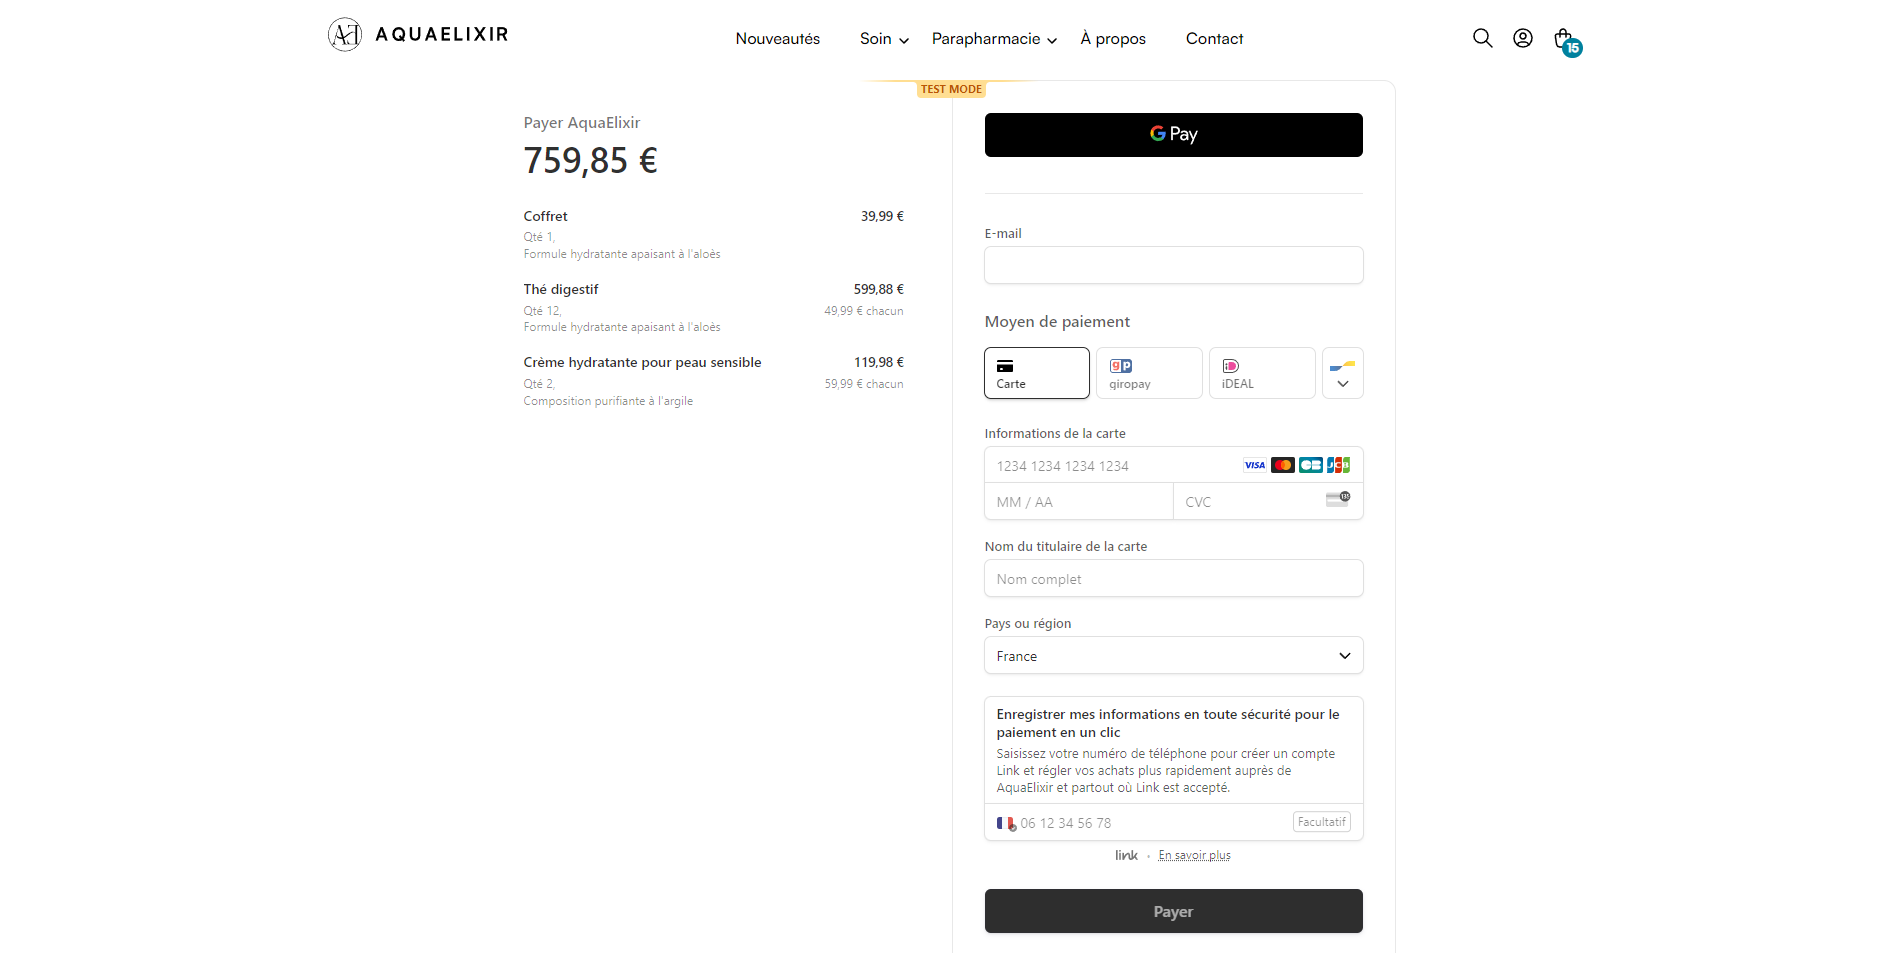 AQUAELIXIR
Nouveautés
Soin
Parapharmacie
À propos
Contact
15
TEST MODE
Payer AquaElixir
759,85 €
Coffret 39,99 €
Qté 1,
Formule hydratante apaisant à l'aloès
Thé digestif 599,88 €
Qté 12, 49,99 € chacun
Formule hydratante apaisant à l'aloès
Crème hydratante pour peau sensible 119,98 €
Qté 2, 59,99 € chacun
Composition purifiante à l'argile
G Pay
E-mail
Moyen de paiement
Carte
giropay
iDEAL
Informations de la carte
1234 1234 1234 1234 VISA CB JCB
MM / AA CVC 135
Nom du titulaire de la carte
Nom complet
Pays ou région
France
Enregistrer mes informations en toute sécurité pour le
paiement en un clic
Saisissez votre numéro de téléphone pour créer un compte
Link et régler vos achats plus rapidement auprès de
AquaElixir et partout où Link est accepté.
06 12 34 56 78 Facultatif
link • En savoir plus
Payer